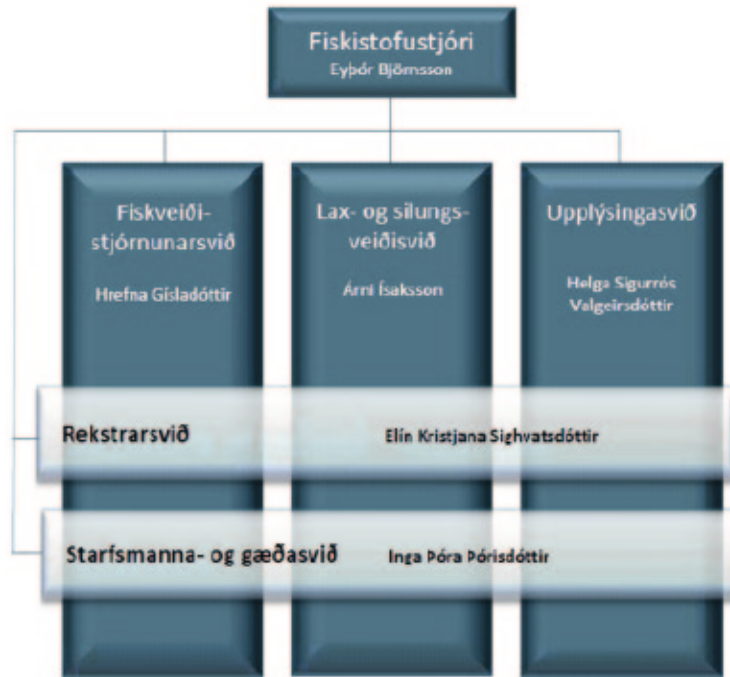 Fiskistofustjóri
Eyþór Björnsson
Fiskveiði-
stjórnunarsvið
Hrefna Gísladóttir
Lax- og silungs-
veiðisvið
Árni Ísaksson
Upplýsingasvið
Helga Sigurrós
Valgeirsdóttir
Rekstrarsvið
Elín Kristjana Sighvatsdóttir
Starfsmanna- og gæðasvið
Inga Þóra Þórisdóttir